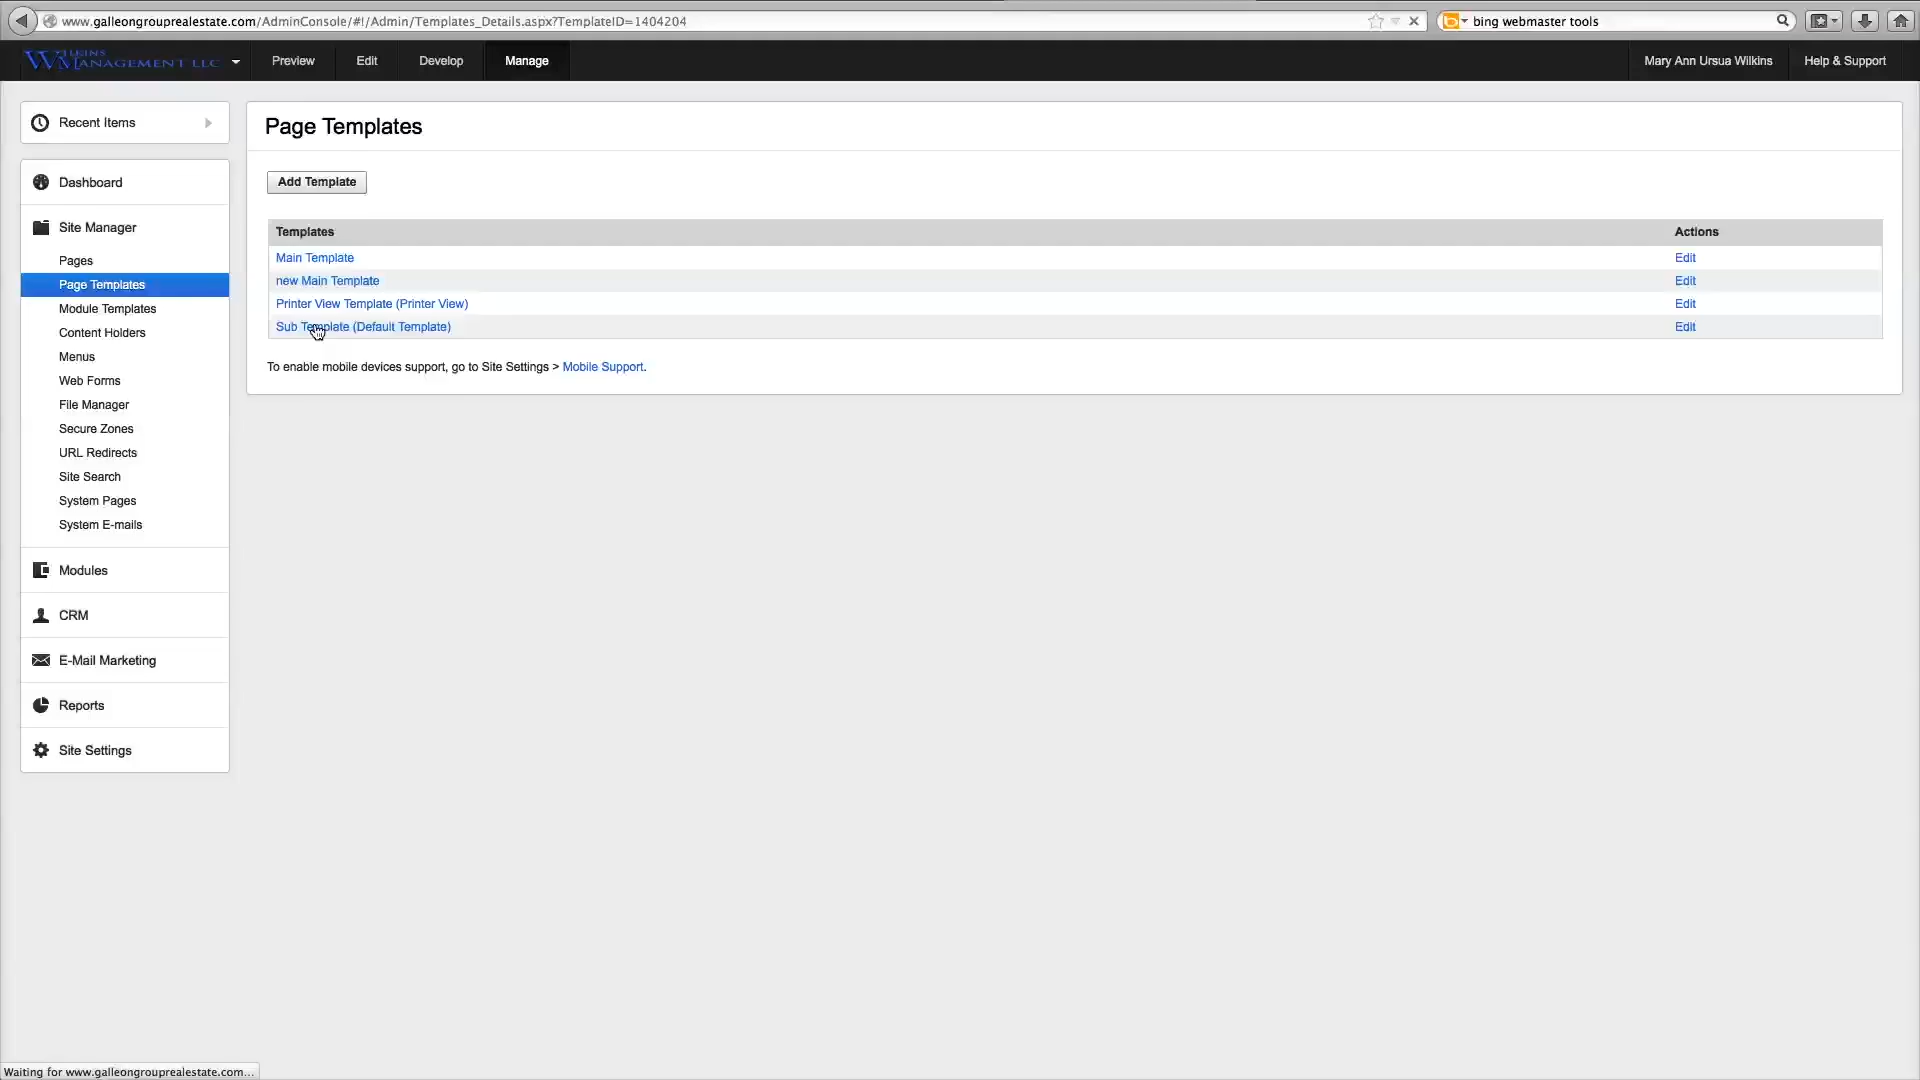 www.galleongrouprealestate.com/AdminConsole/#!/Admin/Templates_Details.aspx?TemplateID=1404204
bing webmaster tools
WILKINS MANAGEMENT LLC
Preview
Edit
Develop
Manage
Mary Ann Ursua Wilkins
Help & Support
Recent Items
Dashboard
Site Manager
Pages
Page Templates
Module Templates
Content Holders
Menus
Web Forms
File Manager
Secure Zones
URL Redirects
Site Search
System Pages
System E-mails
Modules
CRM
E-Mail Marketing
Reports
Site Settings
Page Templates
Add Template
Templates Actions
Main Template Edit
new Main Template Edit
Printer View Template (Printer View) Edit
Sub Template (Default Template) Edit
To enable mobile devices support, go to Site Settings > Mobile Support.
Waiting for www.galleongrouprealestate.com...